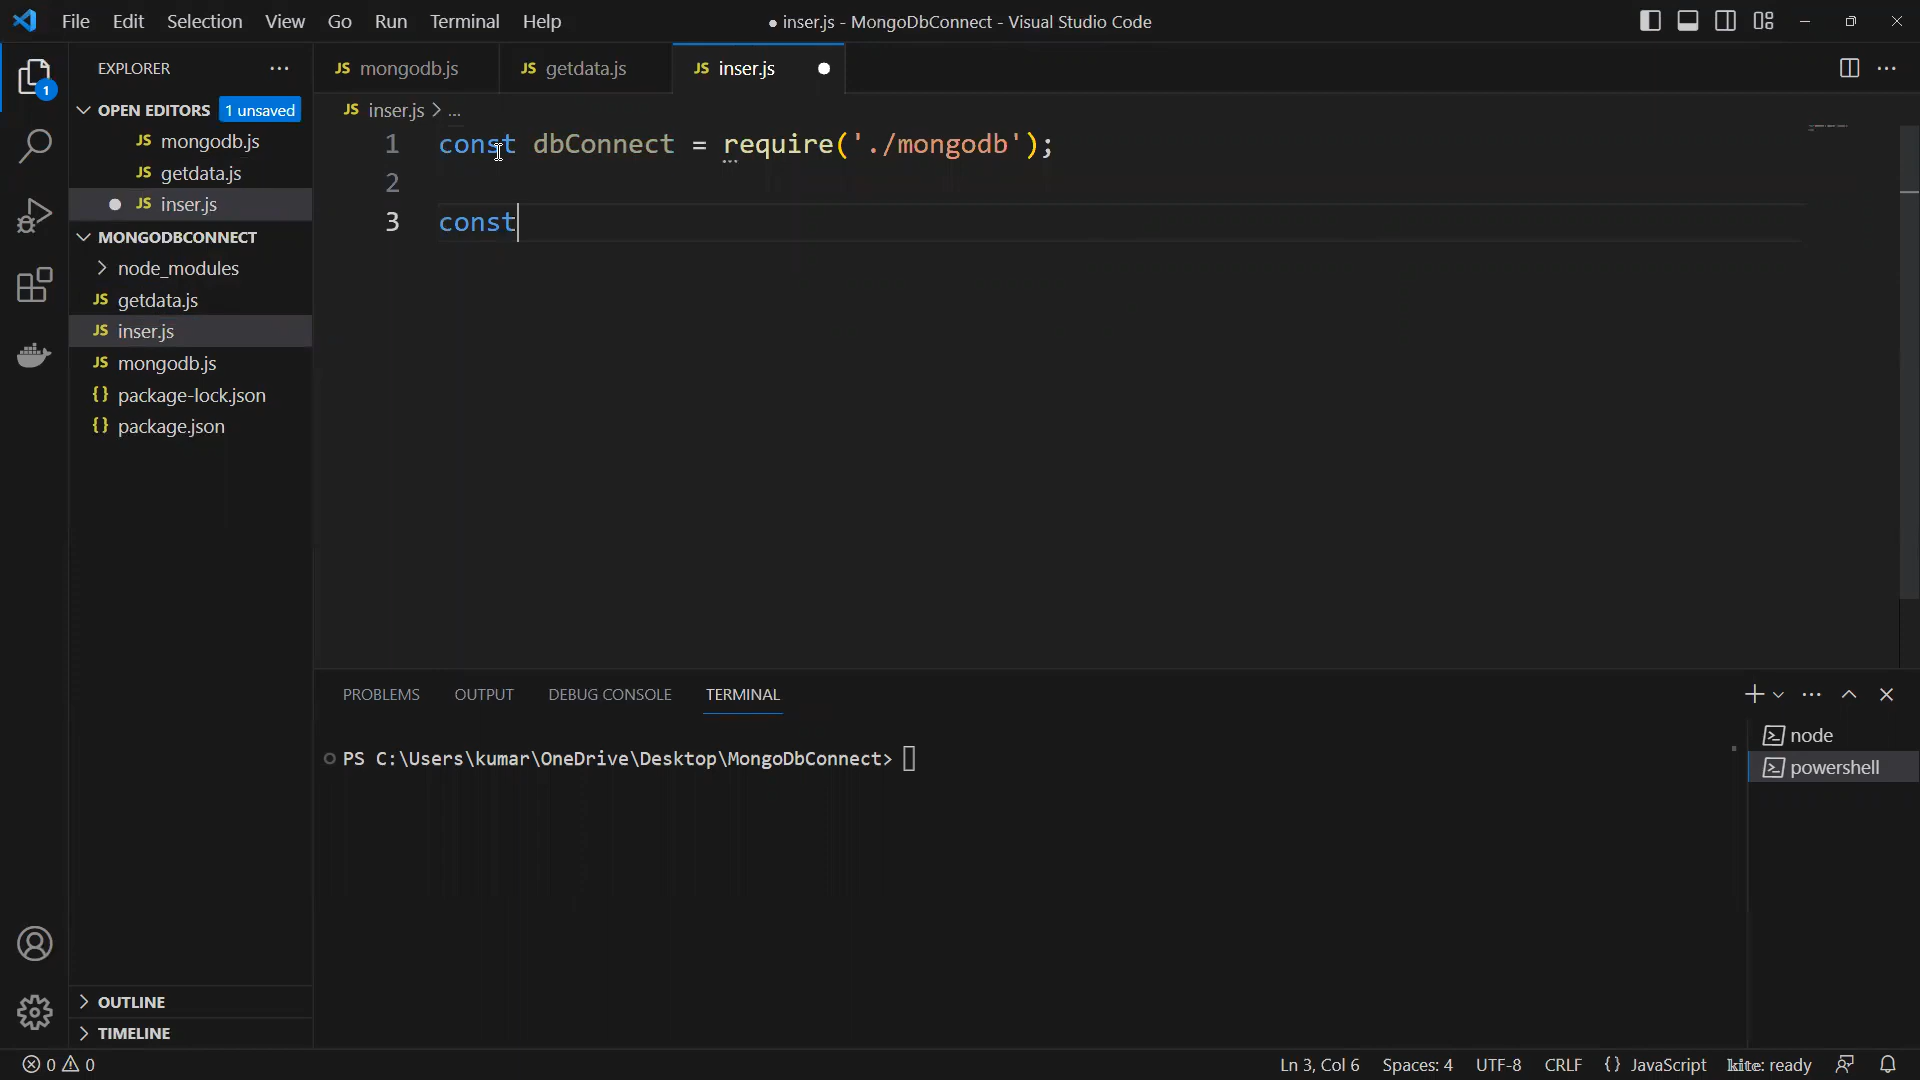 File Edit Selection View Go Run Terminal Help
● inser.js - MongoDbConnect - Visual Studio Code
EXPLORER
1
OPEN EDITORS 1 unsaved
JS mongodb.js
JS getdata.js
JS inser.js
MONGODBCONNECT
node_modules
JS getdata.js
JS inser.js
JS mongodb.js
{} package-lock.json
{} package.json
OUTLINE
TIMELINE
JS mongodb.js JS getdata.js JS inser.js
JS inser.js > ...
1 const dbConnect = require('./mongodb');
2
3 const
PROBLEMS OUTPUT DEBUG CONSOLE TERMINAL
PS C:\Users\kumar\OneDrive\Desktop\MongoDbConnect>
node
powershell
0 0
Ln 3, Col 6 Spaces: 4 UTF-8 CRLF {} JavaScript kite: ready